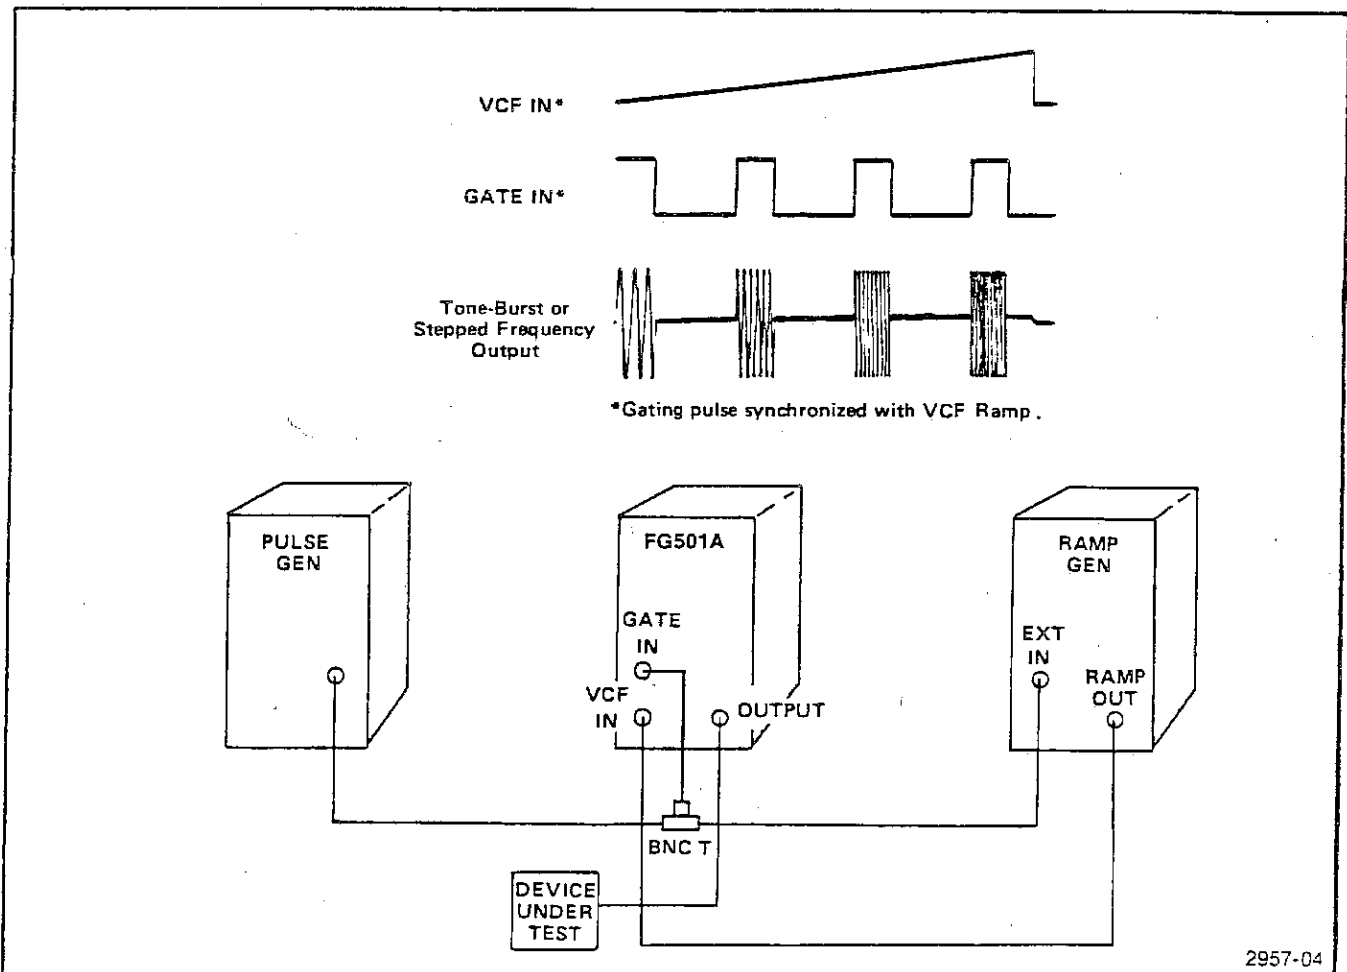 VCF IN*
GATE IN*
Tone-Burst or
Stepped Frequency
Output
*Gating pulse synchronized with VCF Ramp.
PULSE
GEN
FG501A
GATE
IN
VCF
IN
OUTPUT
RAMP
GEN
EXT
IN
RAMP
OUT
BNC T
DEVICE
UNDER
TEST
2957-04